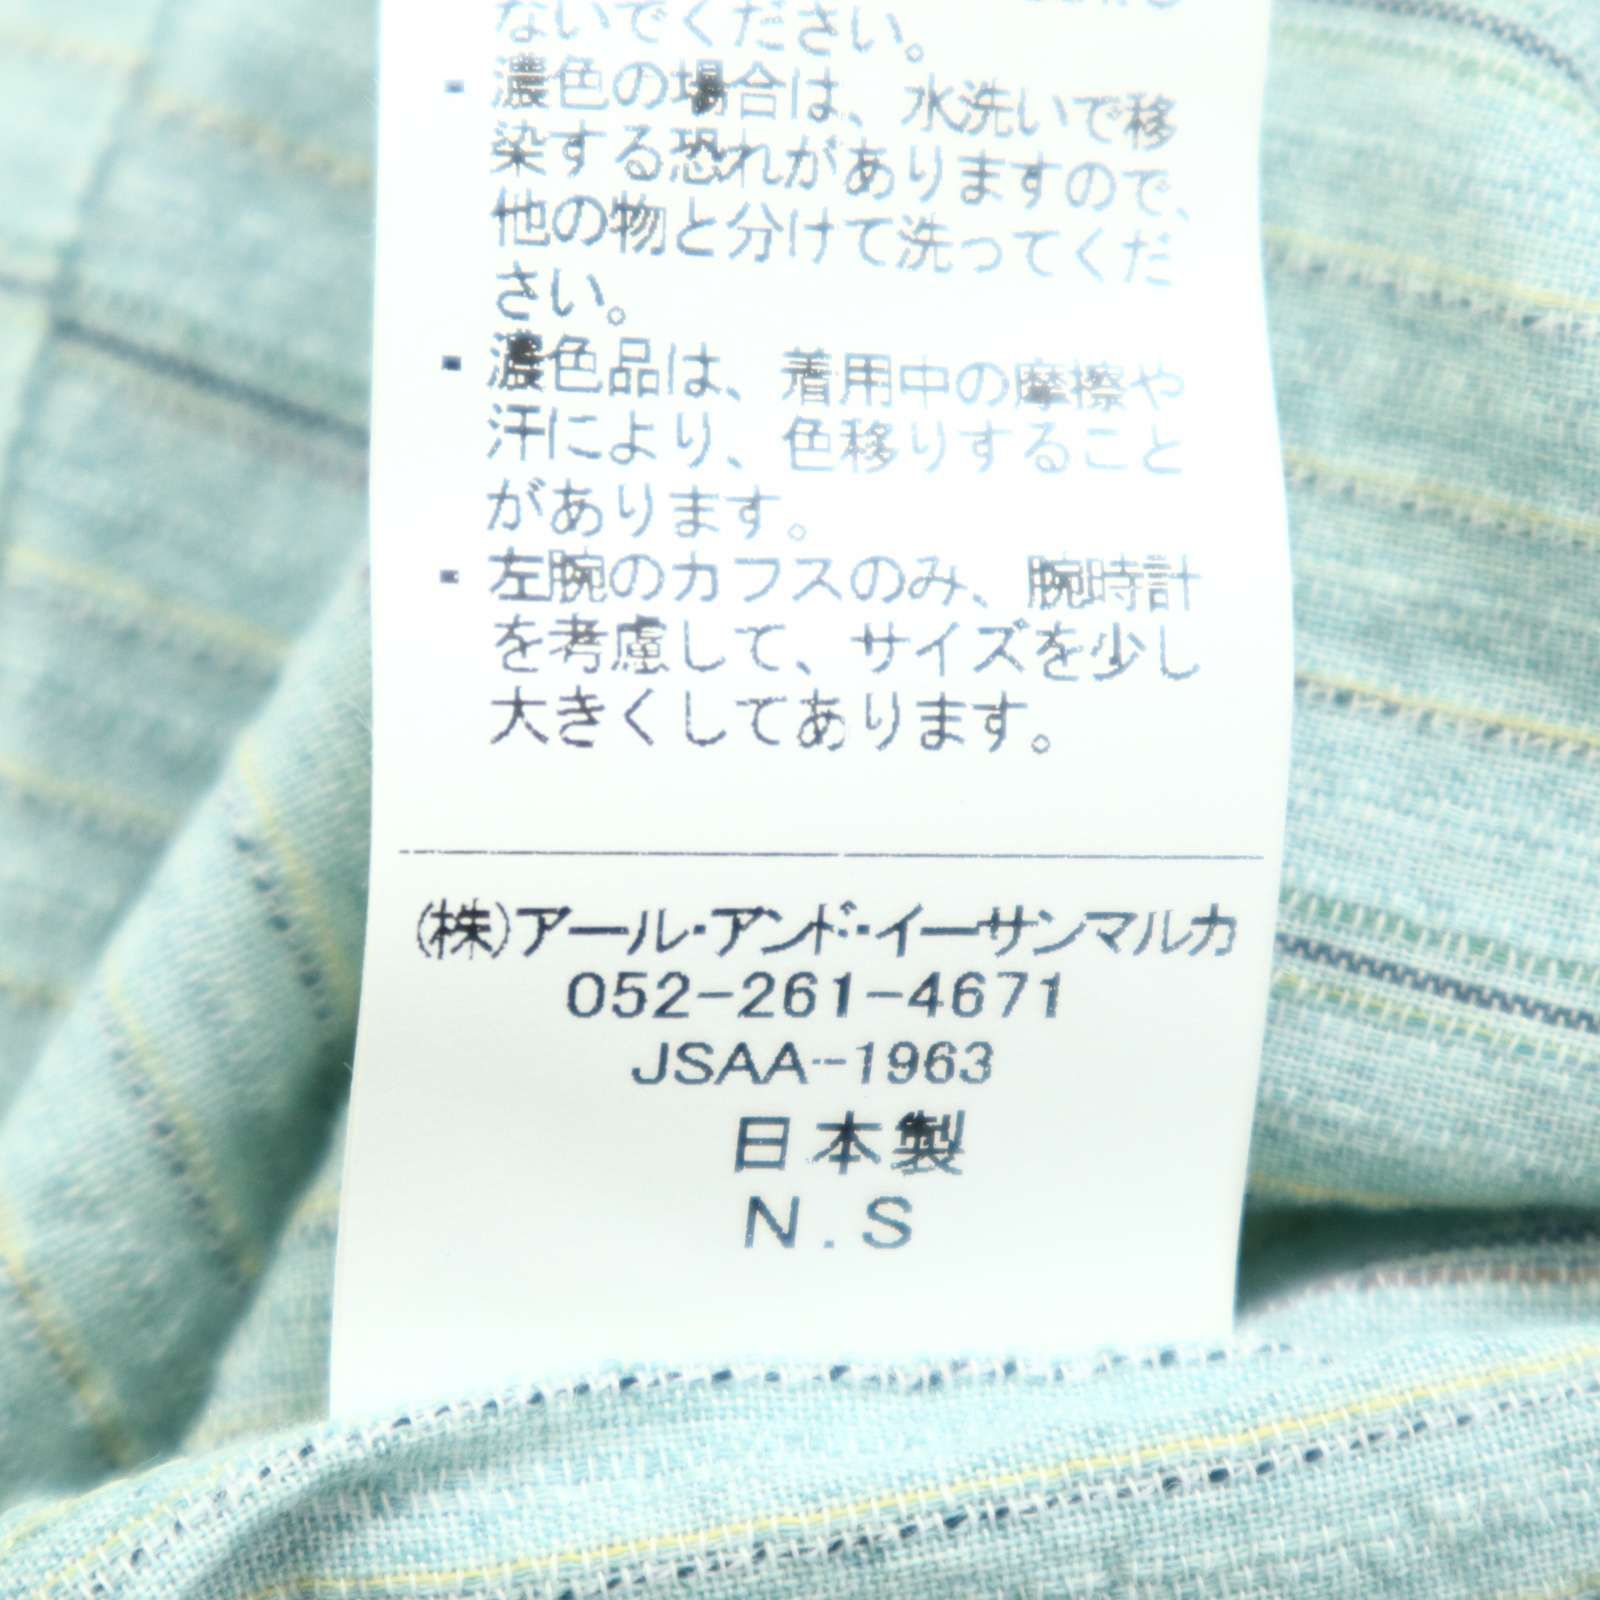 ないでください。
・濃色の場合は、水洗いで移
染する恐れがありますので、
他の物と分けて洗ってくだ
さい。
・濃色品は、着用中の摩擦や
汗により、色移りすること
があります。
・左腕のカフスのみ、腕時計
を考慮して、サイズを少し
大きくしてあります。
(株)アール・アンド・イーサンマルカ
052-261-4671
JSAA-1963
日本製
N.S